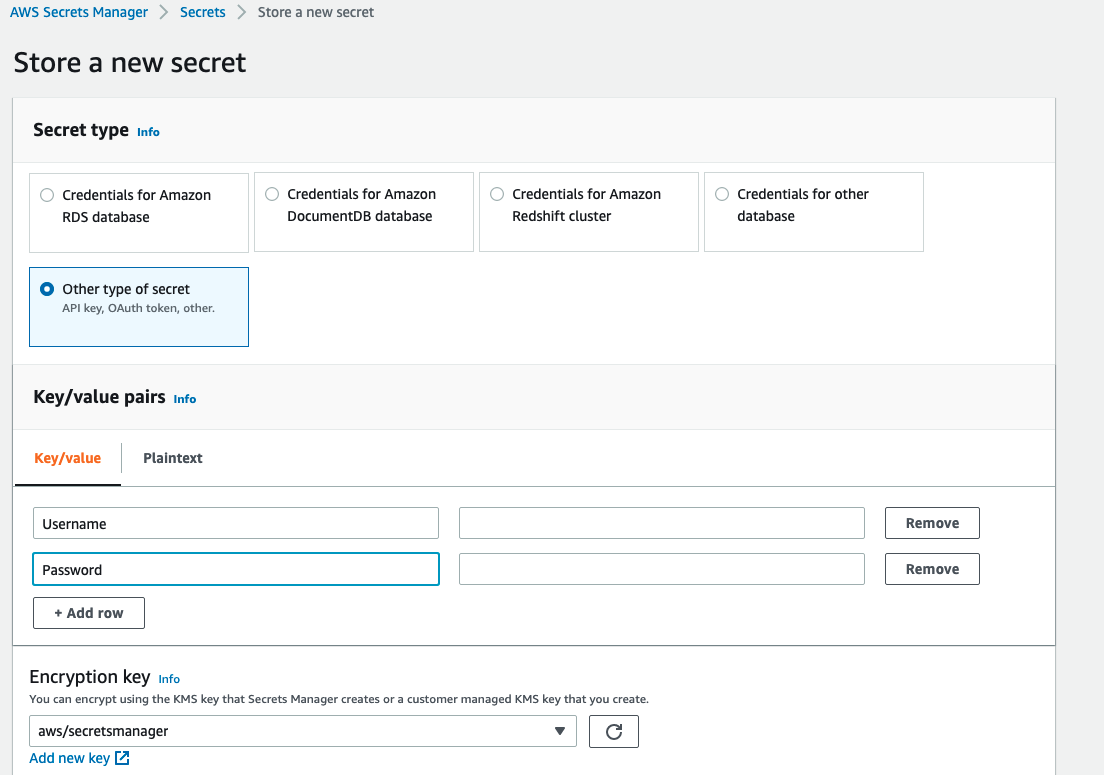 AWS Secrets Manager > Secrets > Store a new secret
Store a new secret
Secret type Info
Credentials for Amazon RDS database
Credentials for Amazon DocumentDB database
Credentials for Amazon Redshift cluster
Credentials for other database
Other type of secret
API key, OAuth token, other.
Key/value pairs Info
Key/value Plaintext
Username Remove
Password Remove
+ Add row
Encryption key Info
You can encrypt using the KMS key that Secrets Manager creates or a customer managed KMS key that you create.
aws/secretsmanager
Add new key